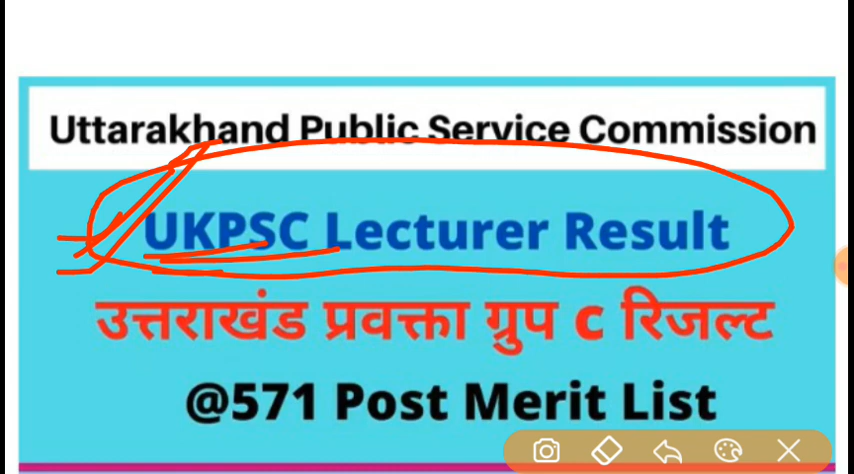 Uttarakhand Public Service Commission
UKPSC Lecturer Result
उत्तराखंड प्रवक्ता ग्रुप c रिजल्ट
@571 Post Merit List